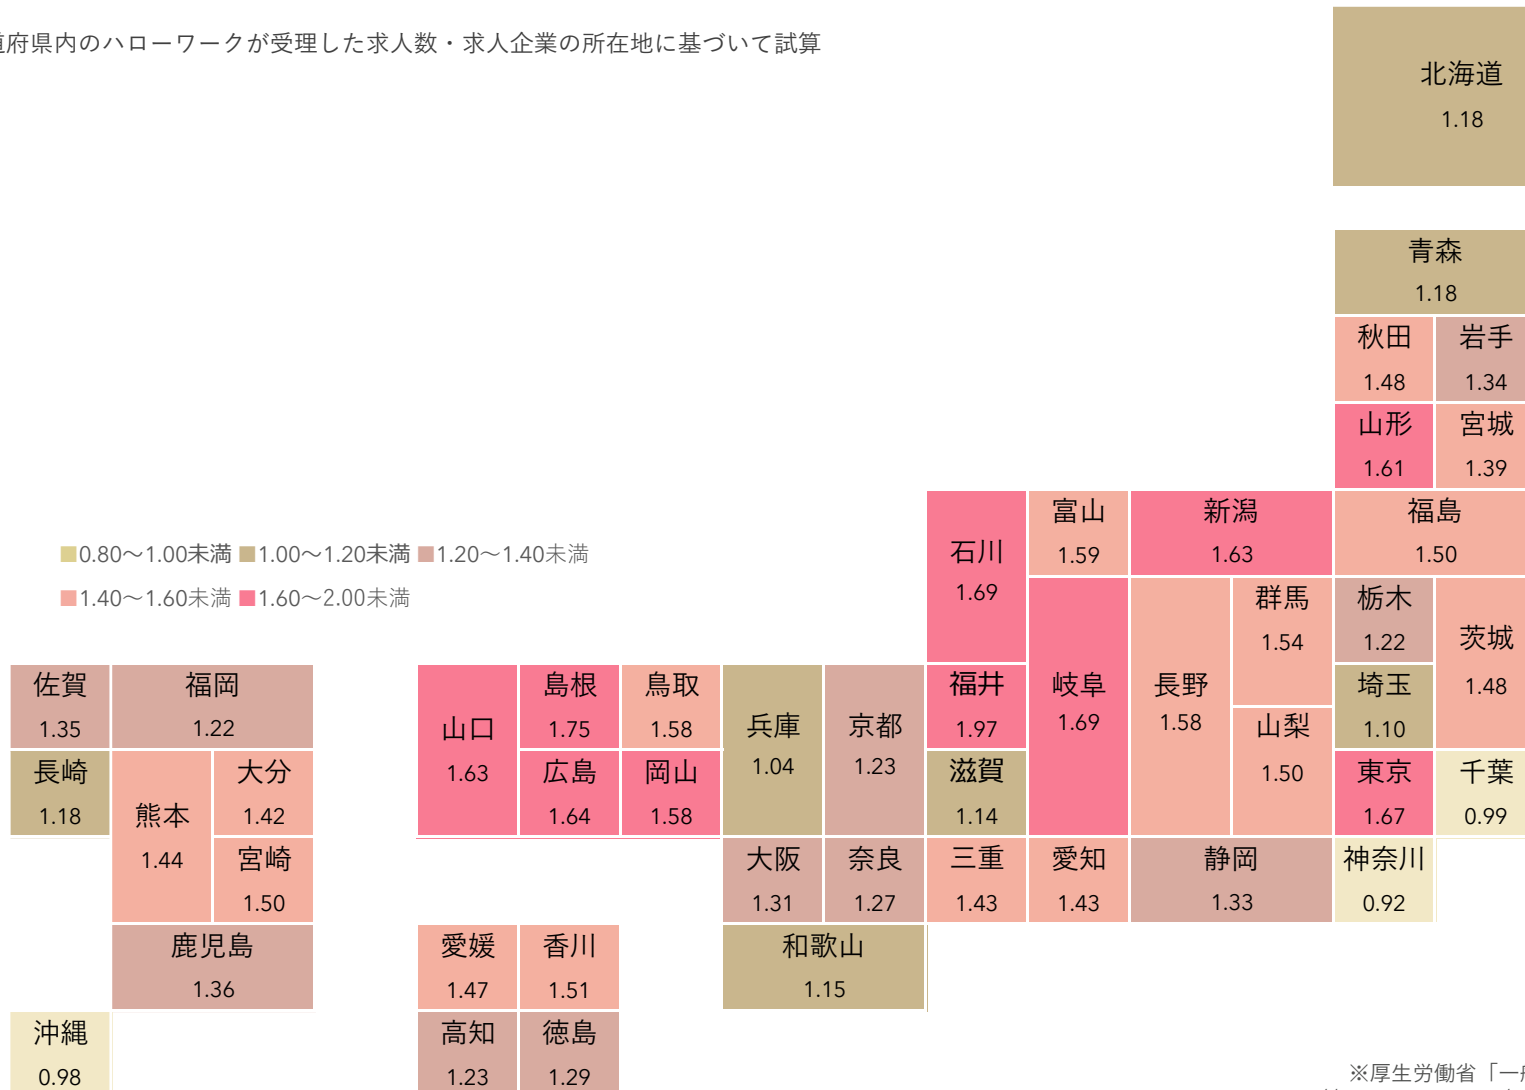 府県内のハローワークが受理した求人数・求人企業の所在地に基づいて試算
北海道
1.18
青森
1.18
秋田 岩手
1.48 1.34
山形 宮城
1.61 1.39
石川
1.69
富山
1.59
新潟
1.63
福島
1.50
0.80～1.00未満 1.00～1.20未満 1.20～1.40未満
1.40～1.60未満 1.60～2.00未満
群馬
1.54
栃木
1.22
茨城
1.48
佐賀
1.35
福岡
1.22
山口
1.63
島根
1.75
鳥取
1.58
兵庫
1.04
京都
1.23
福井
1.97
岐阜
1.69
長野
1.58
山梨
1.50
埼玉
1.10
長崎
1.18
熊本
1.44
大分
1.42
広島
1.64
岡山
1.58
滋賀
1.14
東京
1.67
千葉
0.99
宮崎
1.50
大阪
1.31
奈良
1.27
三重
1.43
愛知
1.43
静岡
1.33
神奈川
0.92
鹿児島
1.36
愛媛
1.47
香川
1.51
和歌山
1.15
沖縄
0.98
高知
1.23
徳島
1.29
※厚生労働省「一